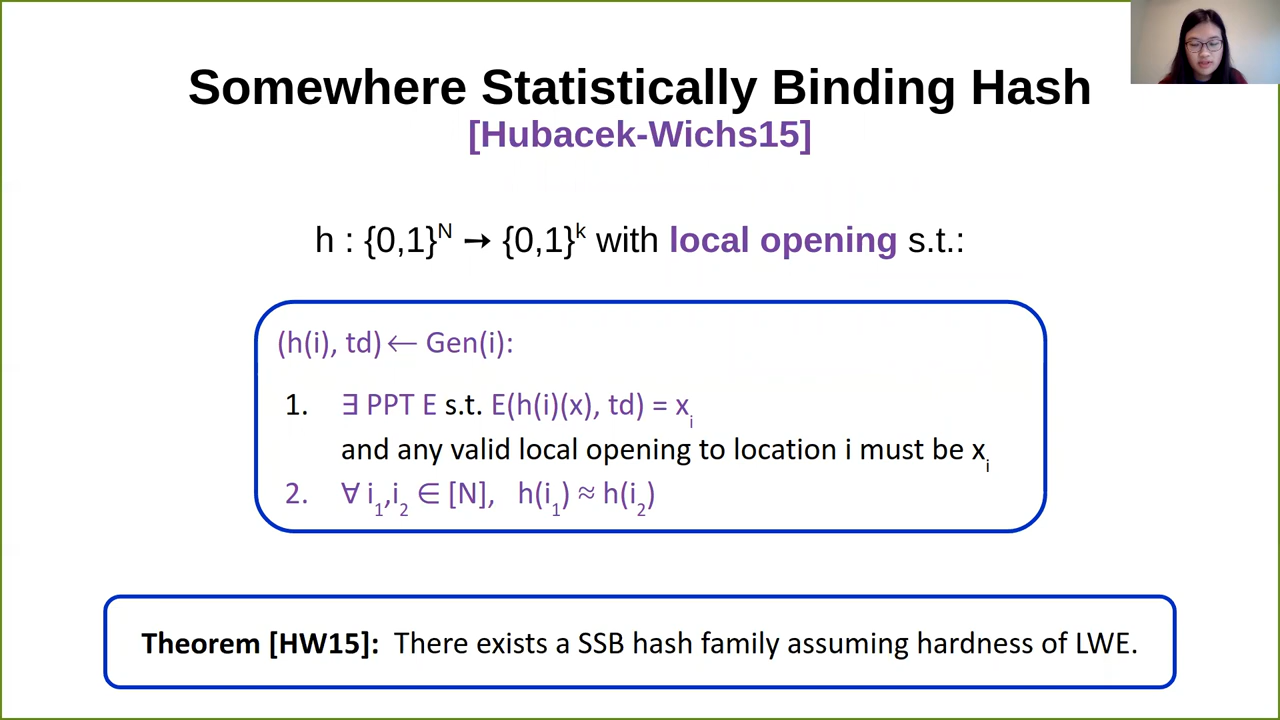 Somewhere Statistically Binding Hash
[Hubacek-Wichs15]
h : {0,1}^N → {0,1}^k with local opening s.t.:
(h(i), td) ← Gen(i):
1. ∃ PPT E s.t. E(h(i)(x), td) = x_i
and any valid local opening to location i must be x_i
2. ∀ i_1,i_2 ∈ [N], h(i_1) ≈ h(i_2)
Theorem [HW15]: There exists a SSB hash family assuming hardness of LWE.